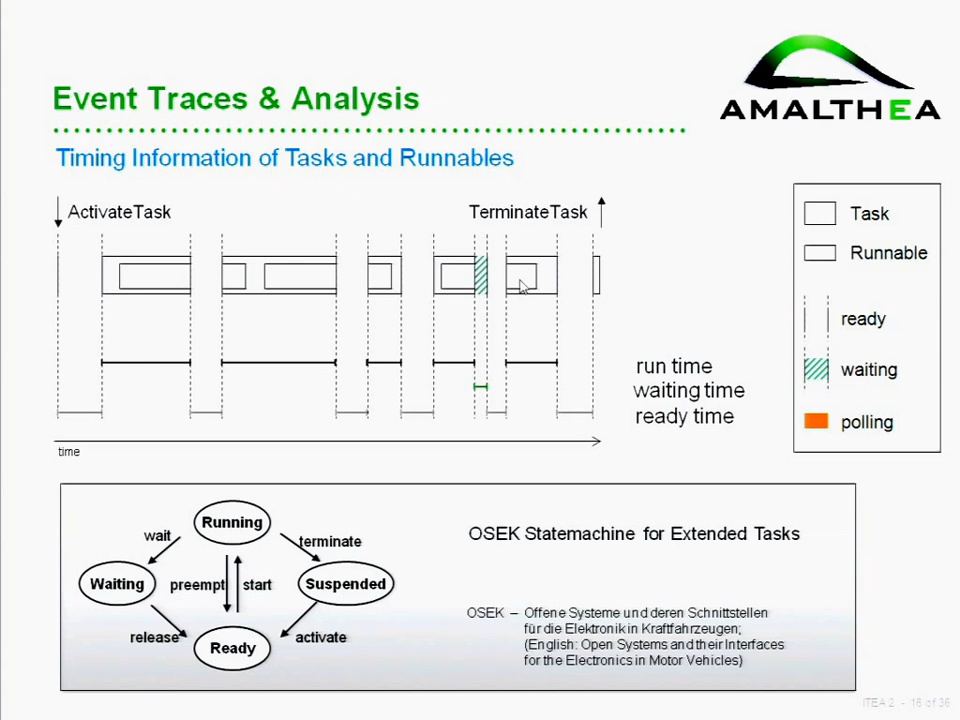 AMALTHEA
Event Traces & Analysis
Timing Information of Tasks and Runnables
ActivateTask
TerminateTask
Task
Runnable
ready
waiting
polling
run time
waiting time
ready time
time
Running
wait
terminate
Waiting
preempt
start
Suspended
release
activate
Ready
OSEK Statemachine for Extended Tasks
OSEK – Offene Systeme und deren Schnittstellen
für die Elektronik in Kraftfahrzeugen;
(English: Open Systems and their Interfaces
for the Electronics in Motor Vehicles)
ITEA 2 - 16 of 36